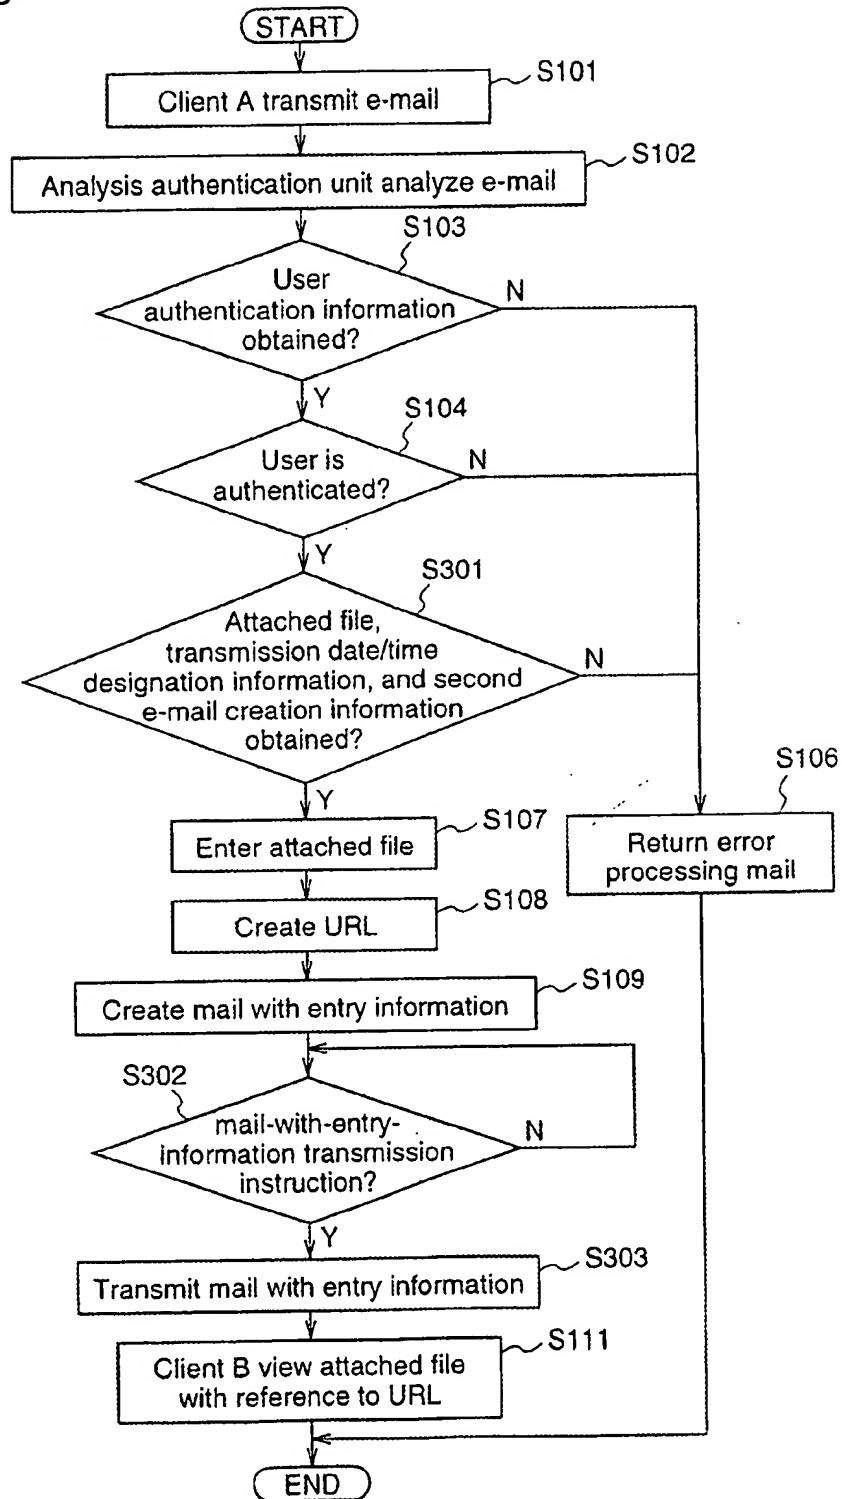 START
S101
Client A transmit e-mail
S102
Analysis authentication unit analyze e-mail
S103
User
authentication information
obtained?
N
Y
S104
User is
authenticated?
N
Y
S301
Attached file,
transmission date/time
designation information, and second
e-mail creation information
obtained?
N
Y
S106
Return error
processing mail
S107
Enter attached file
S108
Create URL
S109
Create mail with entry information
S302
mail-with-entry-
information transmission
instruction?
N
Y
S303
Transmit mail with entry information
S111
Client B view attached file
with reference to URL
END